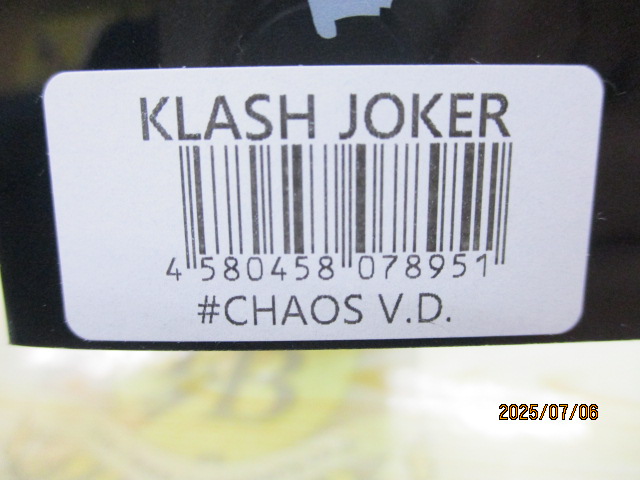 KLASH JOKER
4 580458 078951
#CHAOS V.D.
2025/07/06